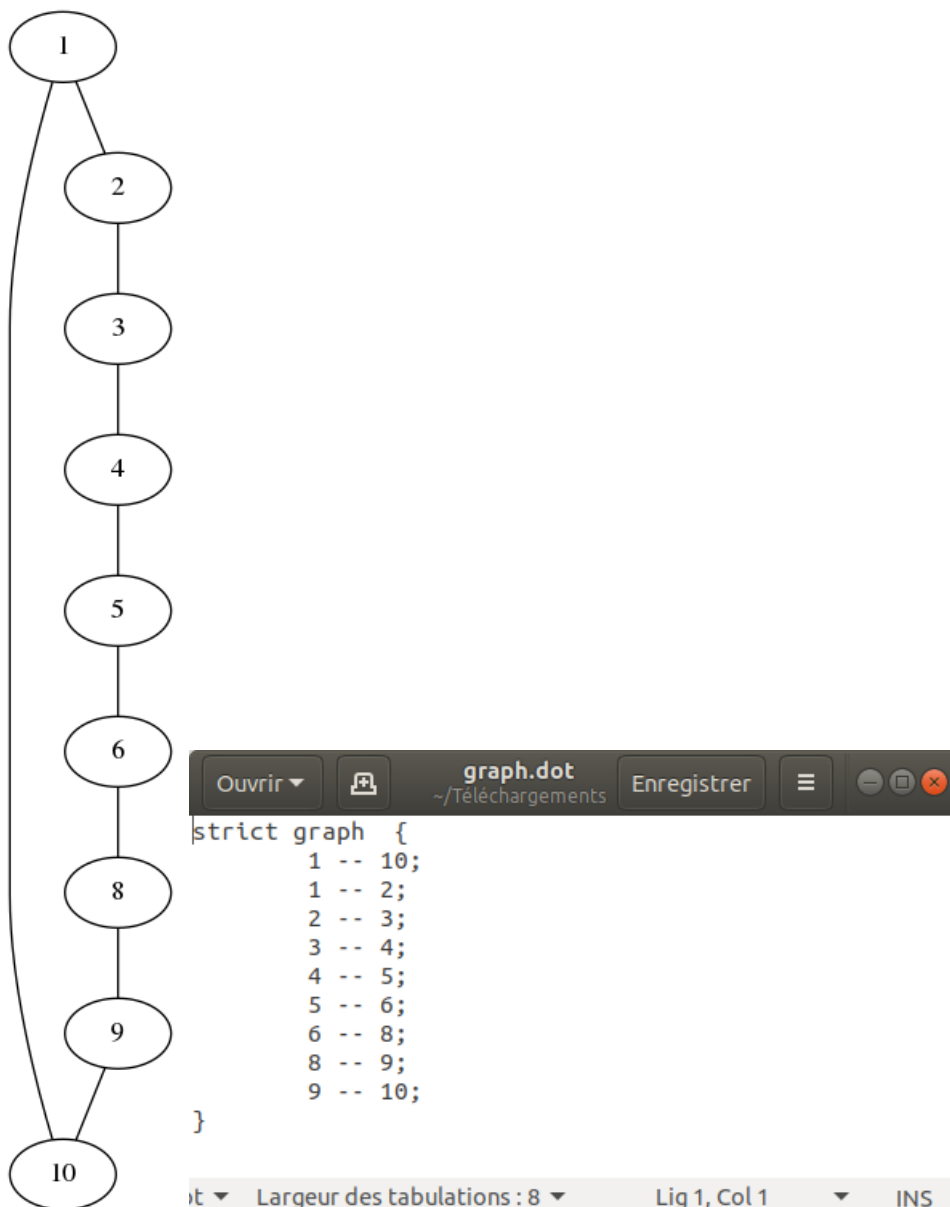 1
2
3
4
5
6
8
9
10
Ouvrir
graph.dot
~/Téléchargements
Enregistrer
strict graph  {
        1 -- 10;
        1 -- 2;
        2 -- 3;
        3 -- 4;
        4 -- 5;
        5 -- 6;
        6 -- 8;
        8 -- 9;
        9 -- 10;
}
Largeur des tabulations : 8 Lig 1, Col 1 INS